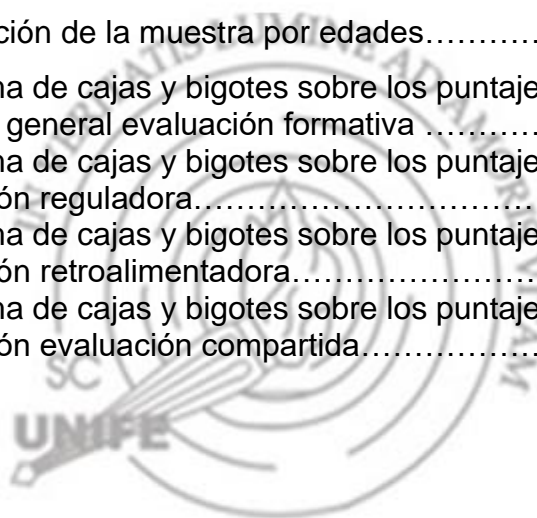 ción de la muestra por edades…………
na de cajas y bigotes sobre los puntaje
general evaluación formativa …………
na de cajas y bigotes sobre los puntaje
ón reguladora……………………………
na de cajas y bigotes sobre los puntaje
ón retroalimentadora……………………
na de cajas y bigotes sobre los puntaje
ón evaluación compartida………………
SC
UNIFE